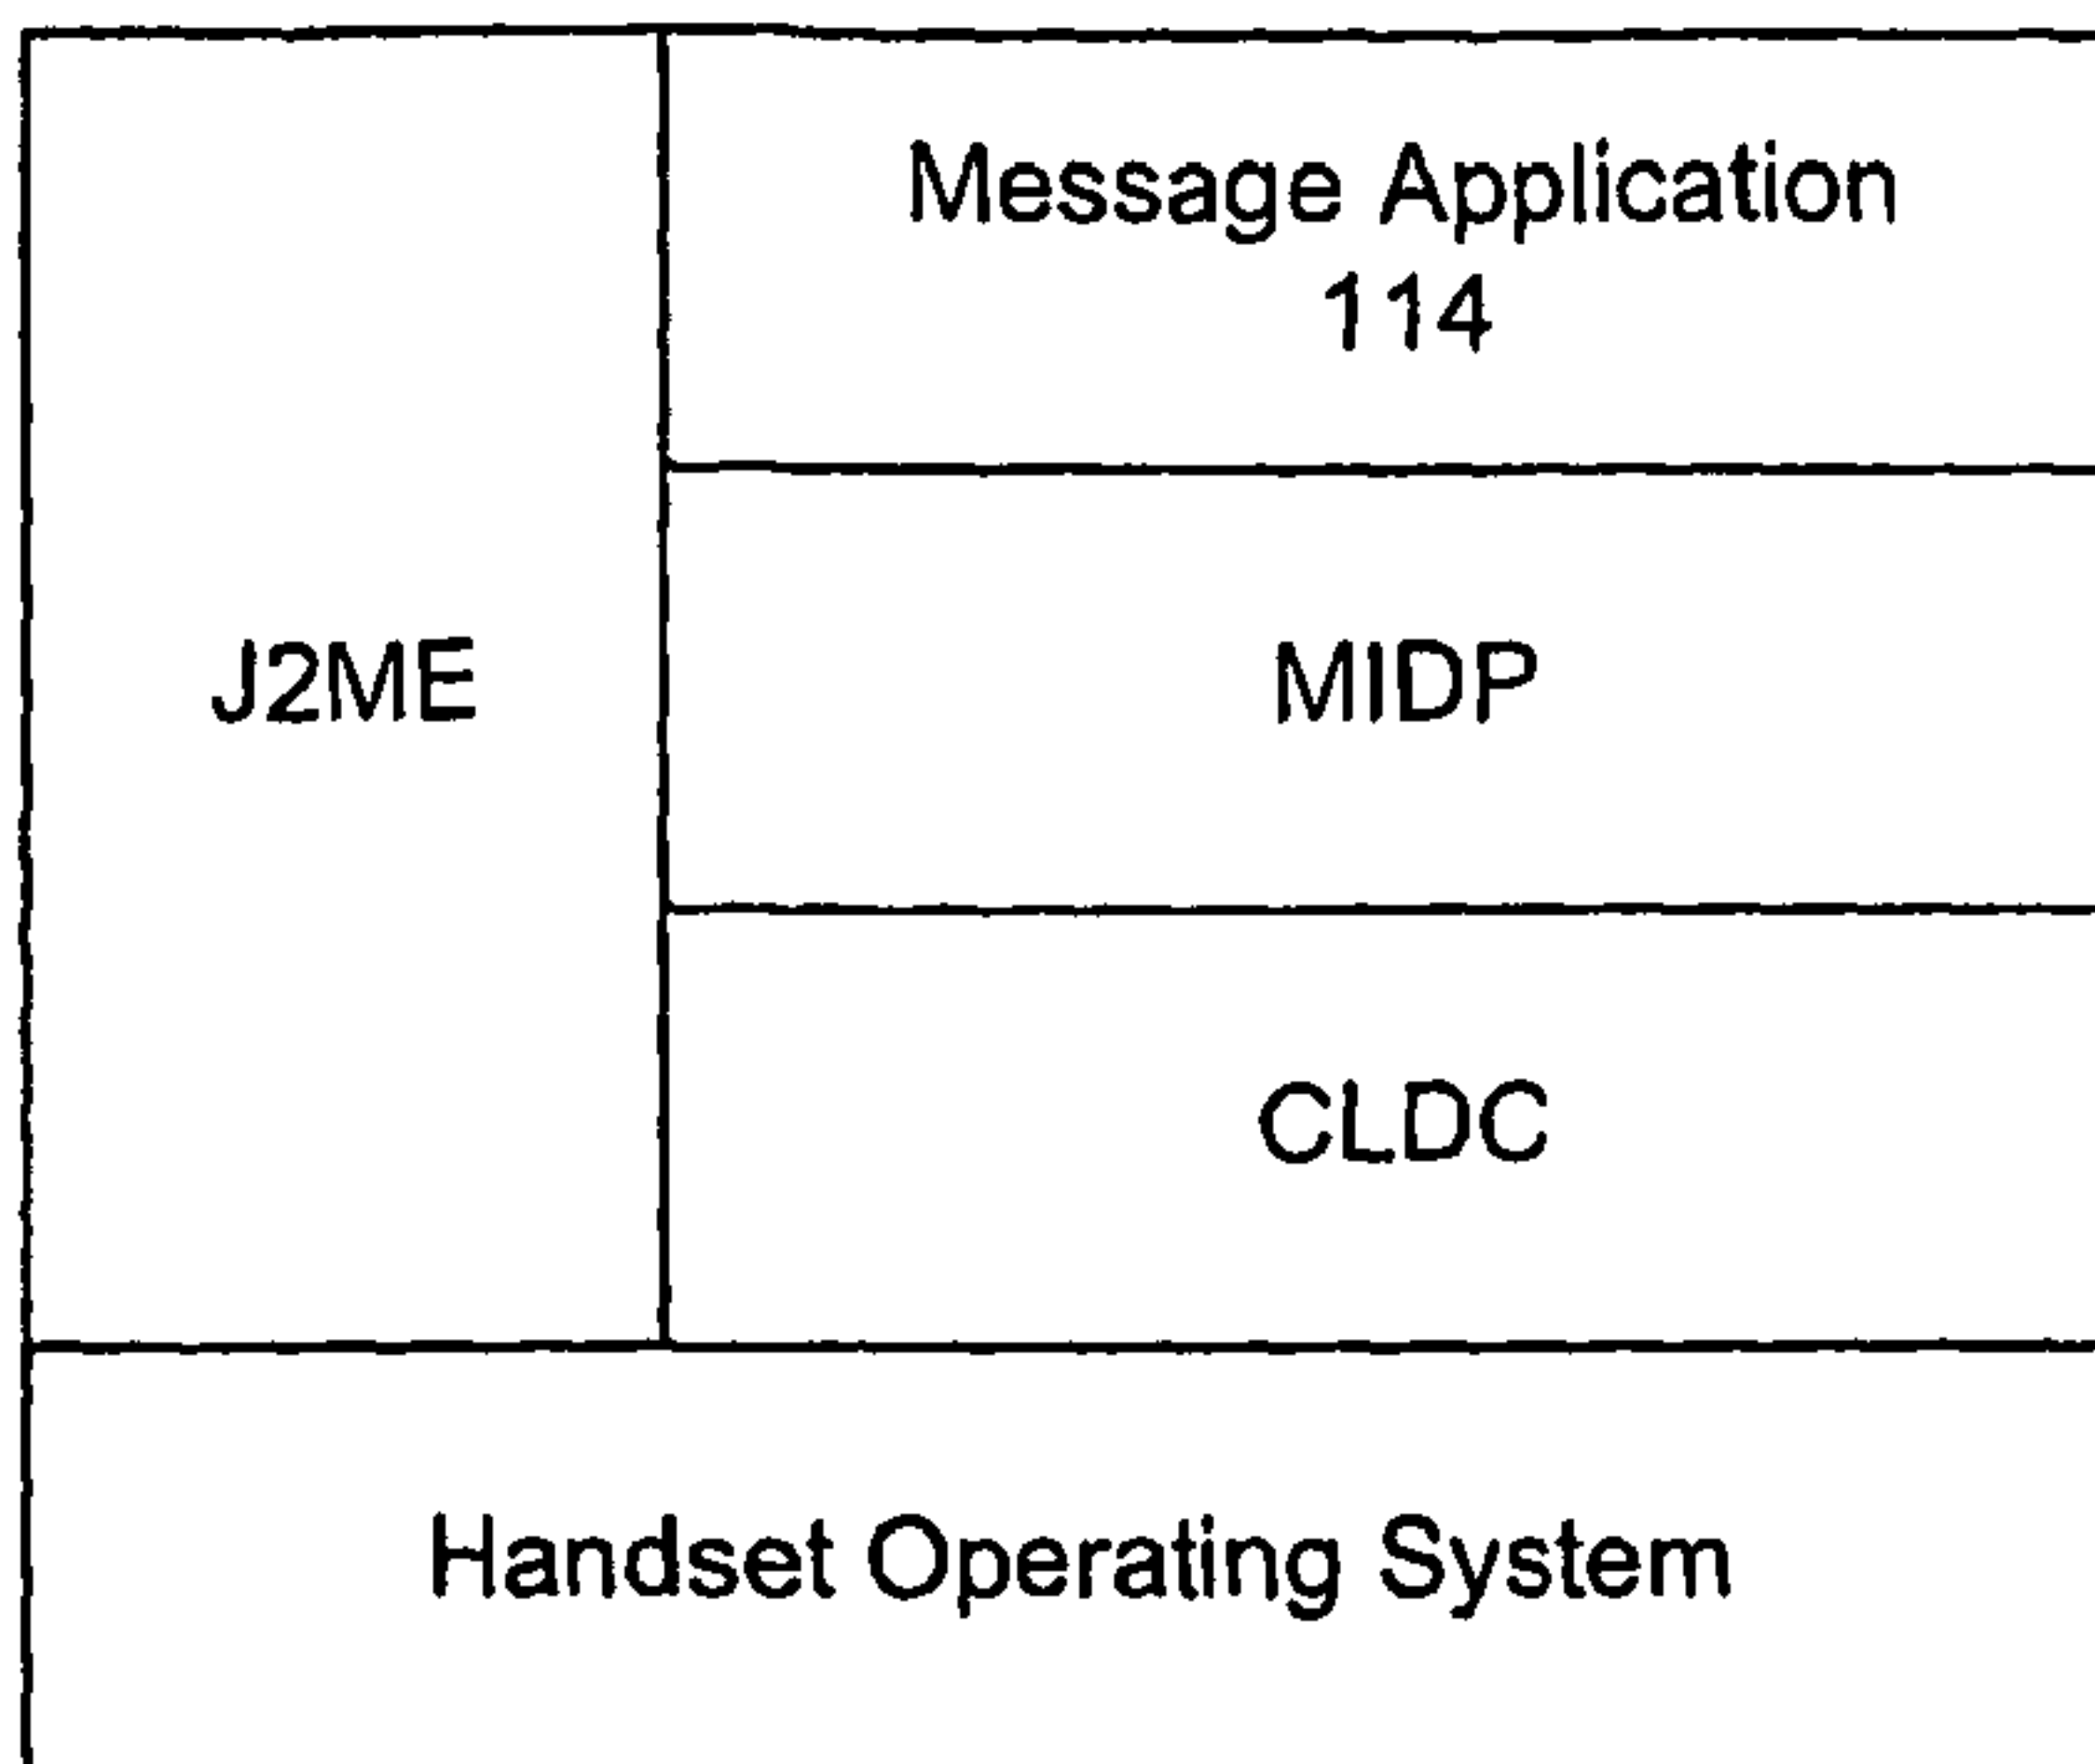 Message Application
114
J2ME
MIDP
CLDC
Handset Operating System